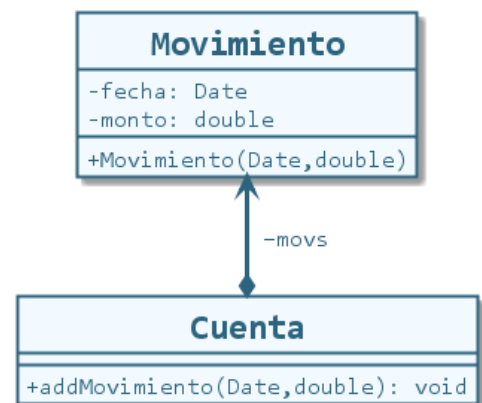 Movimiento
-fecha: Date
-monto: double
+Movimiento(Date,double)
-movs
Cuenta
+addMovimiento(Date,double): void